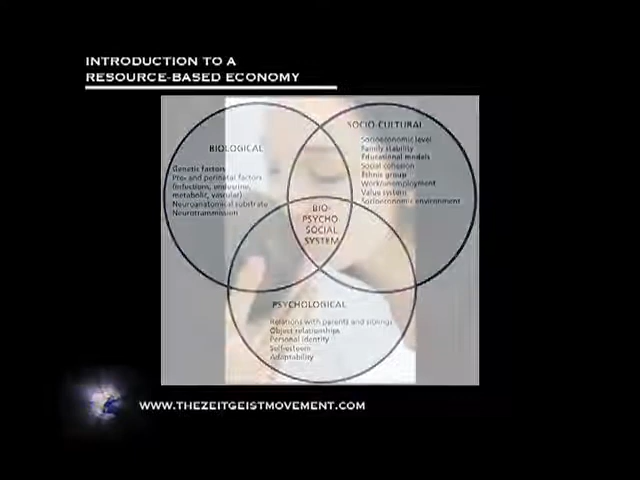 INTRODUCTION TO A
RESOURCE-BASED ECONOMY
BIOLOGICAL
Genetic factors
Pre- and perinatal factors
(infections, endocrine,
metabolic, vascular)
Neuroanatomical substrate
Neurotransmission
SOCIO-CULTURAL
Socioeconomic level
Family stability
Educational models
Social cohesion
Ethnic group
Work/unemployment
Value system
Socioeconomic environment
BIO-
PSYCHO-
SOCIAL
SYSTEM
PSYCHOLOGICAL
Relations with parents and siblings
Object relationships
Personal identity
Self-esteem
Adaptability
WWW.THEZEITGEISTMOVEMENT.COM